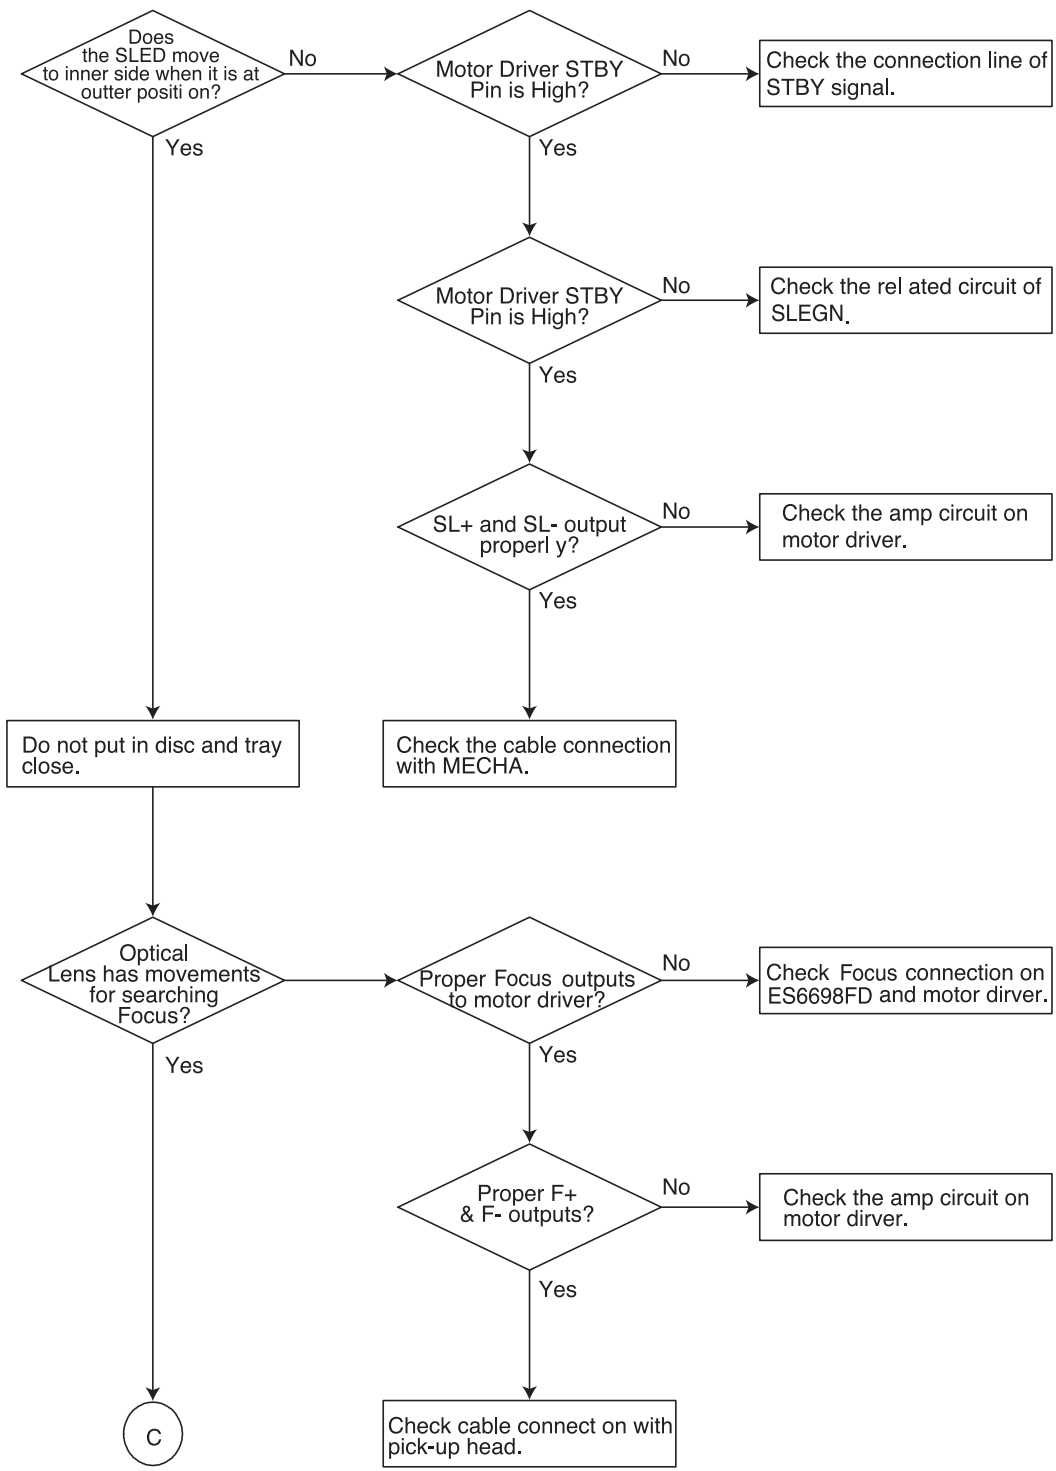 Does
the SLED move
to inner side when it is at
outter positi on?
No
Motor Driver STBY
Pin is High?
No
Check the connection line of
STBY signal.
Yes
Yes
Motor Driver STBY
Pin is High?
No
Check the rel ated circuit of
SLEGN.
Yes
SL+ and SL- output
properl y?
No
Check the amp circuit on
motor driver.
Yes
Do not put in disc and tray
close.
Check the cable connection
with MECHA.
Optical
Lens has movements
for searching
Focus?
Proper Focus outputs
to motor driver?
No
Check Focus connection on
ES6698FD and motor dirver.
Yes
Yes
Proper F+
& F- outputs?
No
Check the amp circuit on
motor dirver.
Yes
C
Check cable connect on with
pick-up head.